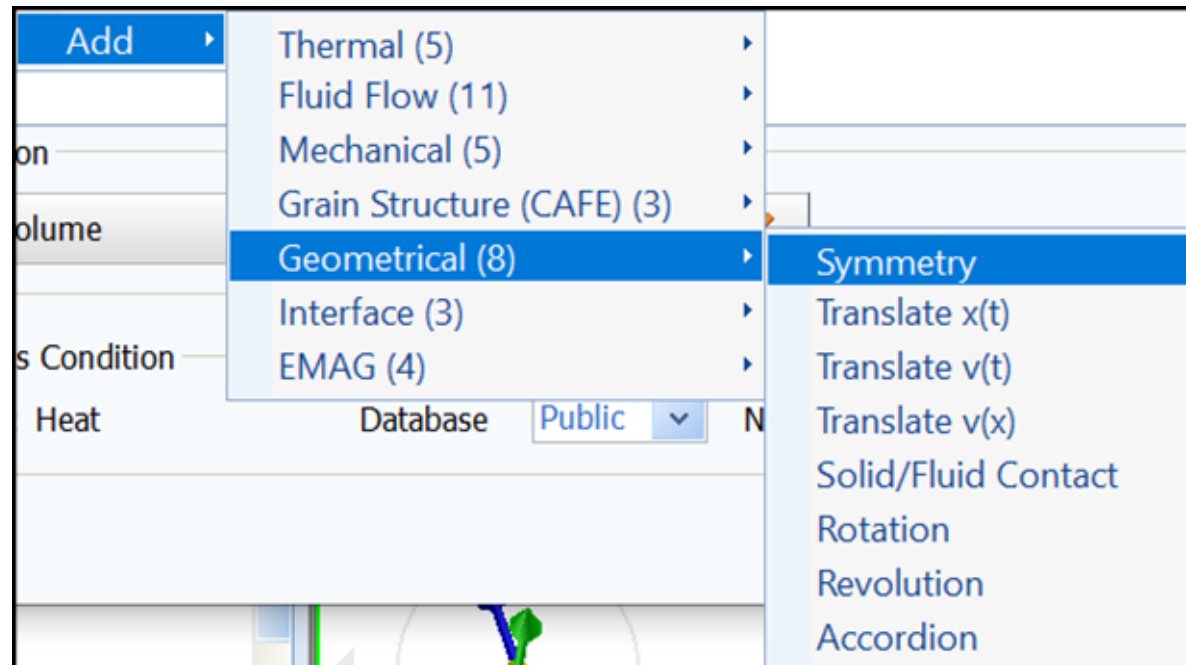 Add
Thermal (5)
Fluid Flow (11)
Mechanical (5)
Grain Structure (CAFE) (3)
Geometrical (8)
Interface (3)
EMAG (4)
Symmetry
Translate x(t)
Translate v(t)
Translate v(x)
Solid/Fluid Contact
Rotation
Revolution
Accordion
on
olume
s Condition
Heat Database Public N